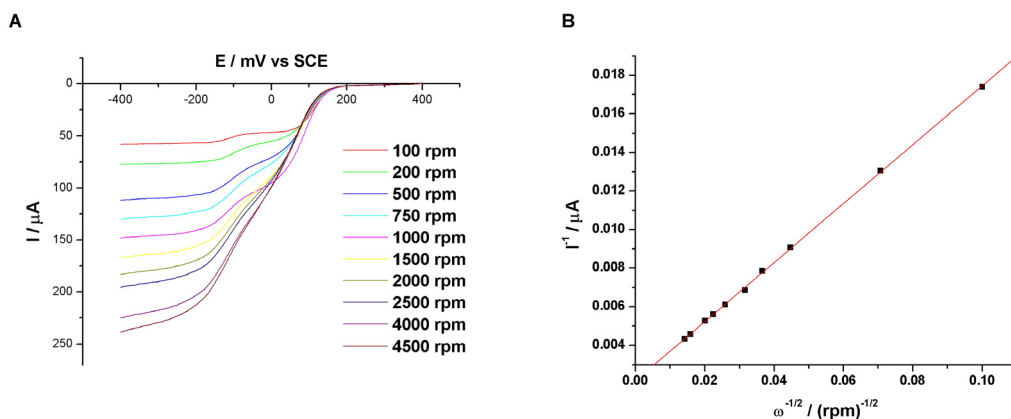 A
E / mV vs SCE
0
-400
-200
0
200
400
50
100
150
200
250
I / μA
100 rpm
200 rpm
500 rpm
750 rpm
1000 rpm
1500 rpm
2000 rpm
2500 rpm
4000 rpm
4500 rpm
B
0.018
0.016
0.014
0.012
0.010
0.008
0.006
0.004
I⁻¹ / μA
0.00
0.02
0.04
0.06
0.08
0.10
ω⁻¹/² / (rpm)⁻¹/²